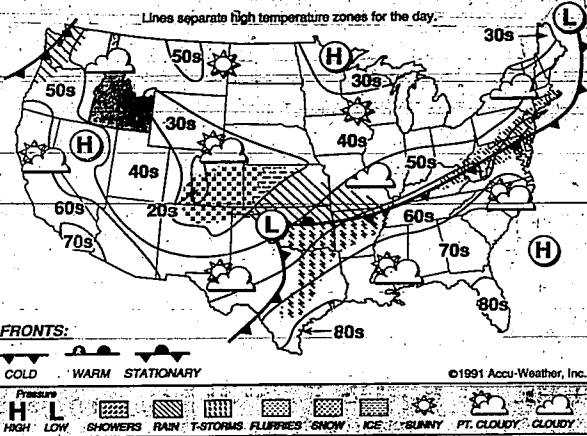 Lines separate high temperature zones for the day.
L
30s
H
50s
30s
50s
30s
40s
H
40s
50s
20s
60s
60s
L
70s
70s
H
80s
80s
FRONTS:
COLD WARM STATIONARY
©1991 Accu-Weather, Inc.
Pressure
H L
HIGH LOW SHOWERS RAIN T-STORMS FLURRIES SNOW ICE SUNNY PT. CLOUDY CLOUDY